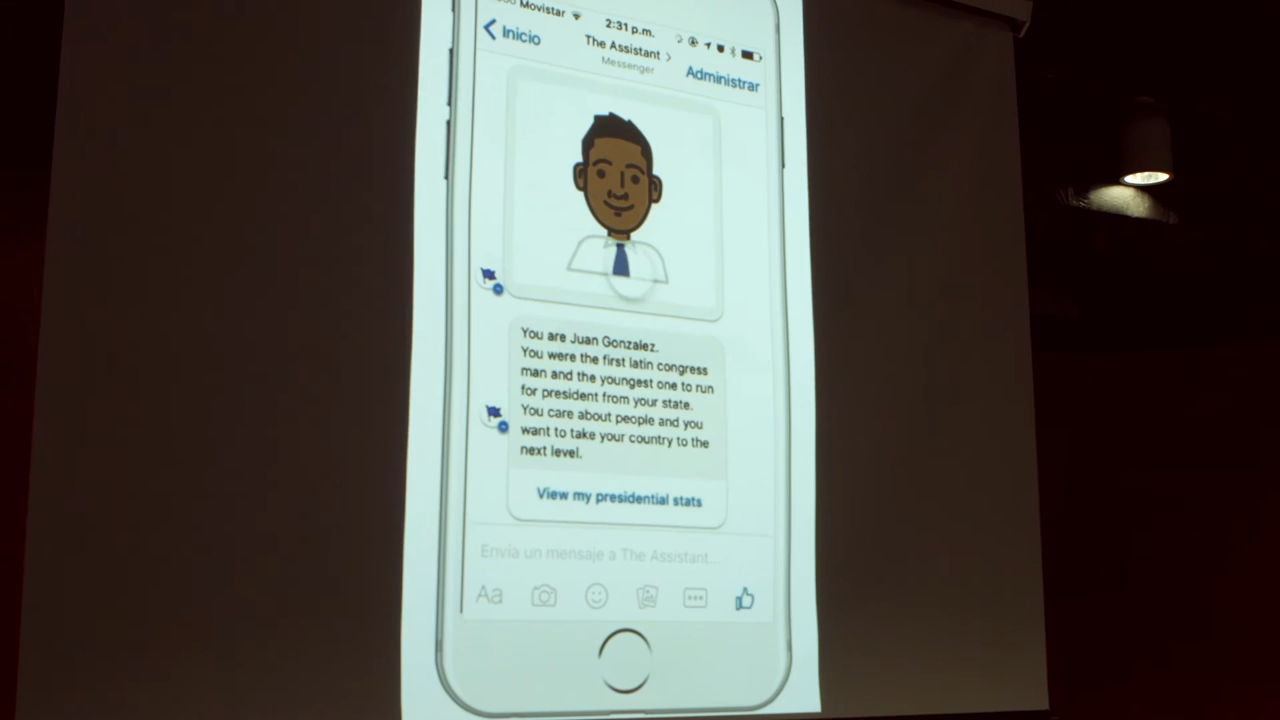 Movistar
2:31 p.m.
Inicio
The Assistant
Messenger
Administrar
You are Juan Gonzalez.
You were the first latin congress
man and the youngest one to run
for president from your state.
You care about people and you
want to take your country to the
next level.
View my presidential stats
Envía un mensaje a The Assistant...
Aa